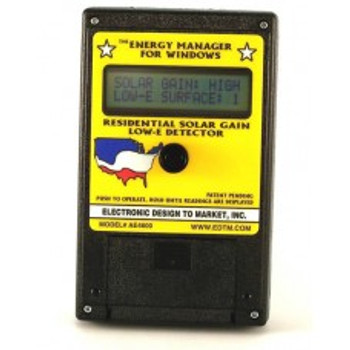 THE ENERGY MANAGER
FOR WINDOWS
SOLAR GAIN: HIGH
LOW-E SURFACE: 1
RESIDENTIAL SOLAR GAIN
LOW-E DETECTOR
PATENT PENDING
PUSH TO OPERATE, HOLD UNTIL READINGS ARE DISPLAYED
ELECTRONIC DESIGN TO MARKET, INC.
MODEL# AE4600
WWW.EDTM.COM